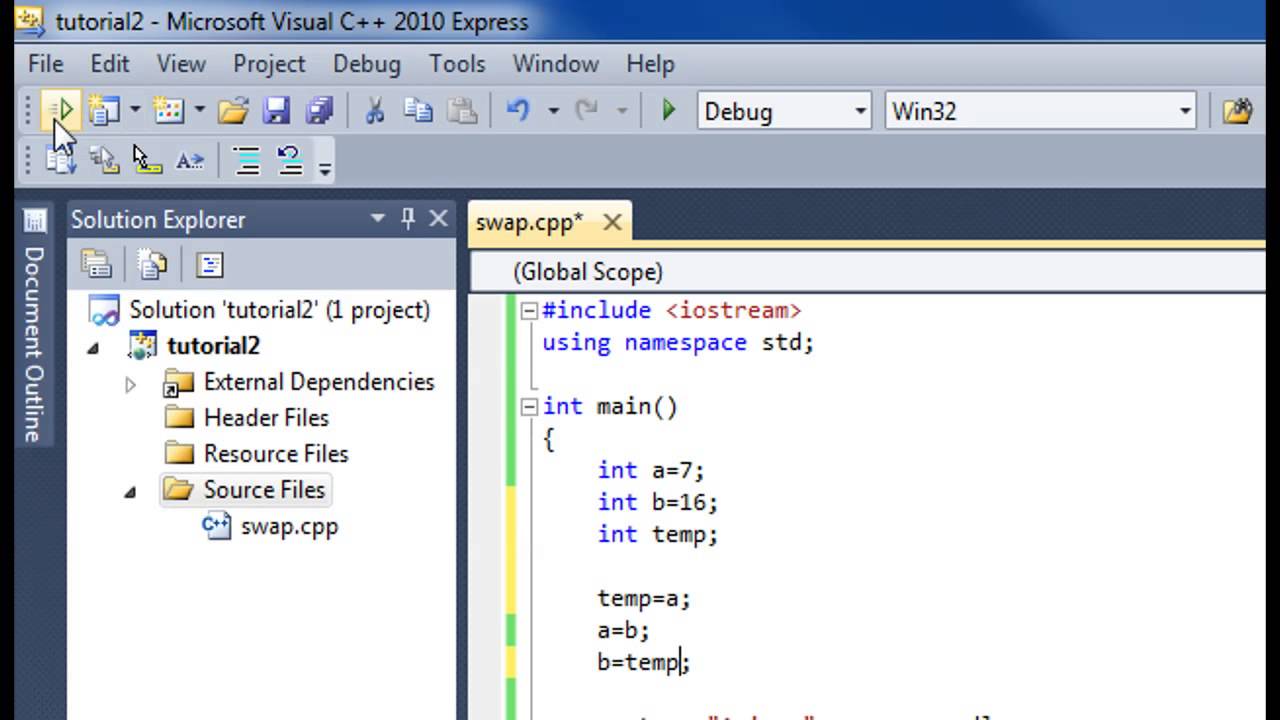 tutorial2 - Microsoft Visual C++ 2010 Express
File Edit View Project Debug Tools Window Help
Debug Win32
Document Outline
Solution Explorer
Solution 'tutorial2' (1 project)
tutorial2
External Dependencies
Header Files
Resource Files
Source Files
swap.cpp
swap.cpp*
(Global Scope)
#include <iostream>
using namespace std;
int main()
{
int a=7;
int b=16;
int temp;
temp=a;
a=b;
b=temp;